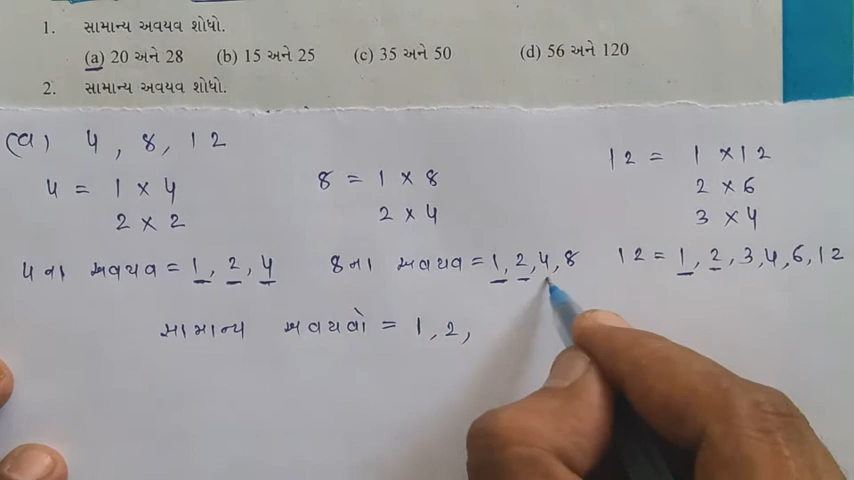 1. સામાન્ય અવયવ શોધો.
(a) 20 અને 28 (b) 15 અને 25 (c) 35 અને 50 (d) 56 અને 120
2. સામાન્ય અવયવ શોધો.
(a) 4, 8, 12
4 = 1 × 4
2 × 2
8 = 1 × 8
2 × 4
12 = 1 × 12
2 × 6
3 × 4
4 ના અવયવ = 1, 2, 4
8ના અવયવ = 1, 2, 4, 8
12 = 1, 2, 3, 4, 6, 12
સામાન્ય અવયવો = 1, 2,